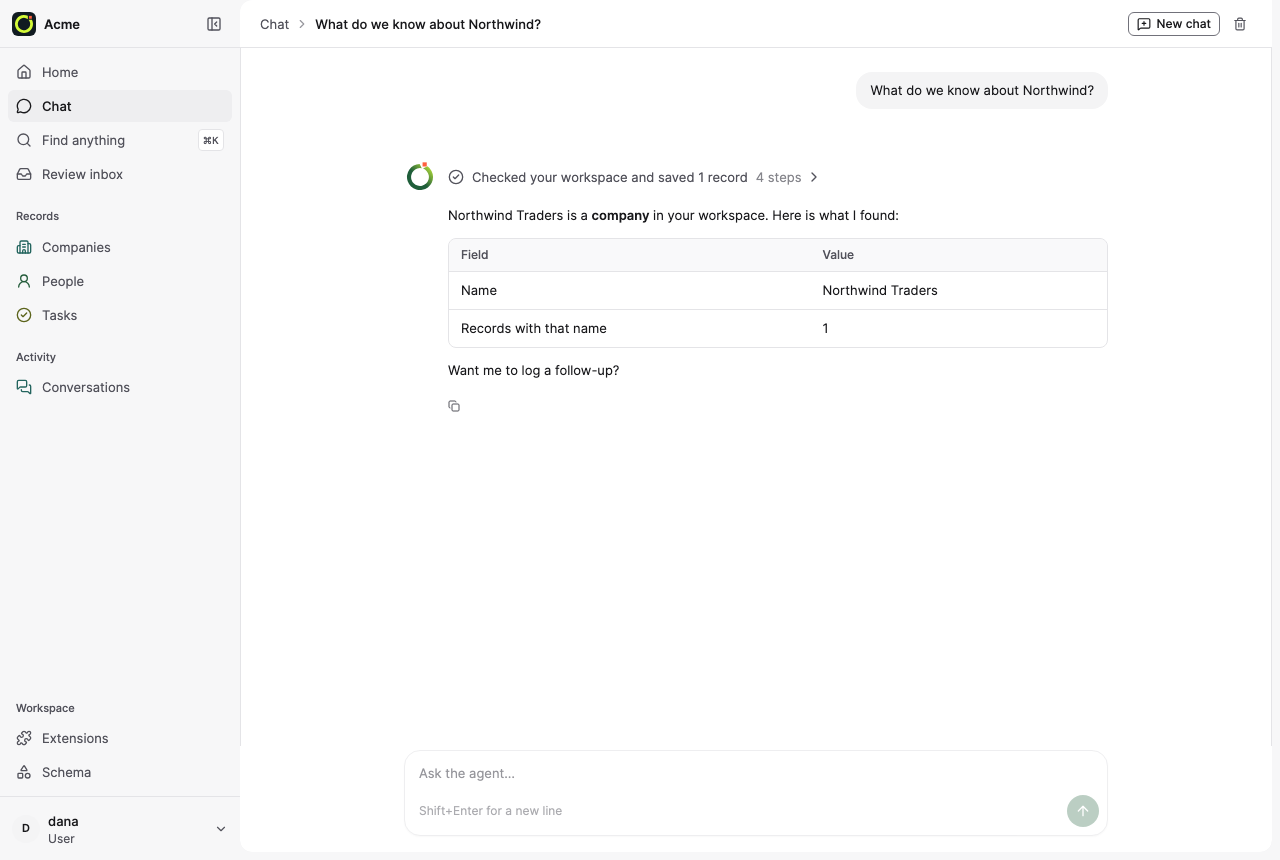 Acme
Home
Chat
Find anything
⌘K
Review inbox
Records
Companies
People
Tasks
Activity
Conversations
Workspace
Extensions
Schema
D
dana
User
Chat
What do we know about Northwind?
New chat
What do we know about Northwind?
Checked your workspace and saved 1 record 4 steps
Northwind Traders is a company in your workspace. Here is what I found:
Field Value
Name Northwind Traders
Records with that name 1
Want me to log a follow-up?
Ask the agent...
Shift+Enter for a new line